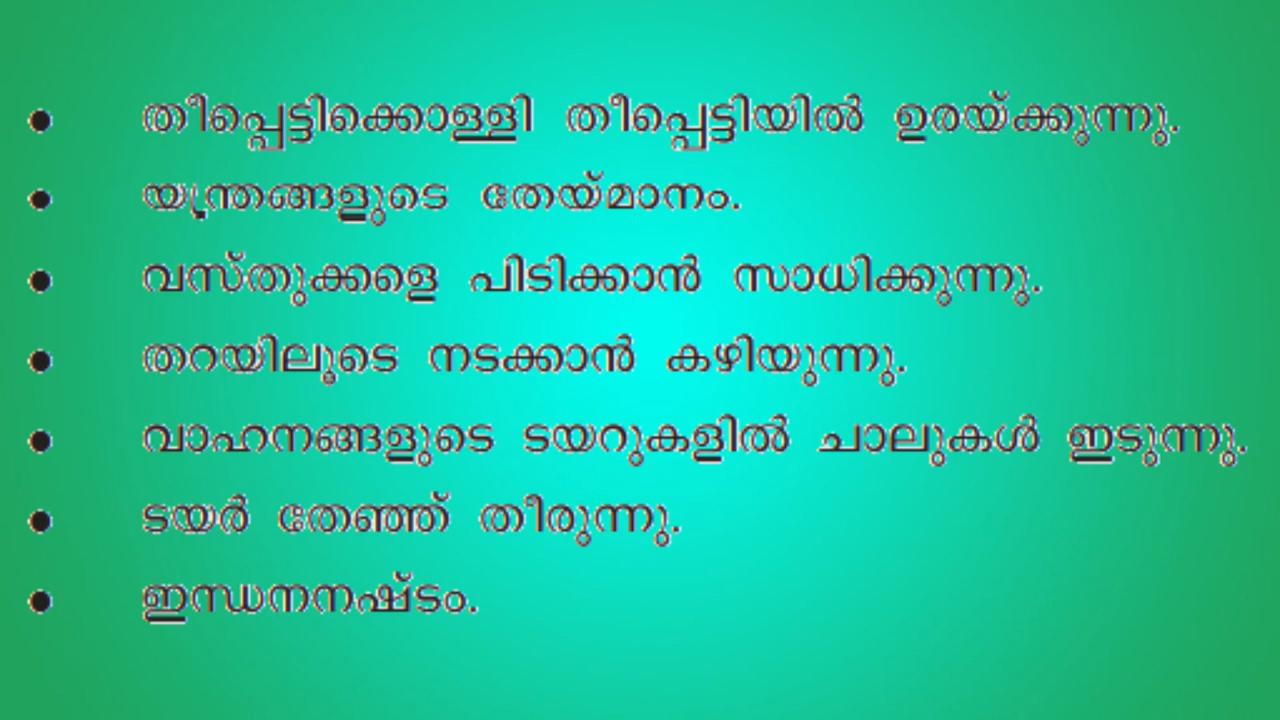 • തീപ്പെട്ടിക്കൊള്ളി തീപ്പെട്ടിയിൽ ഉരയ്ക്കുന്നു.
• യന്ത്രങ്ങളുടെ തേയ്മാനം.
• വസ്തുക്കളെ പിടിക്കാൻ സാധിക്കുന്നു.
• തറയിലൂടെ നടക്കാൻ കഴിയുന്നു.
• വാഹനങ്ങളുടെ ടയറുകളിൽ ചാലുകൾ ഇടുന്നു.
• ടയർ തേഞ്ഞ് തീരുന്നു.
• ഇന്ധനനഷ്ടം.